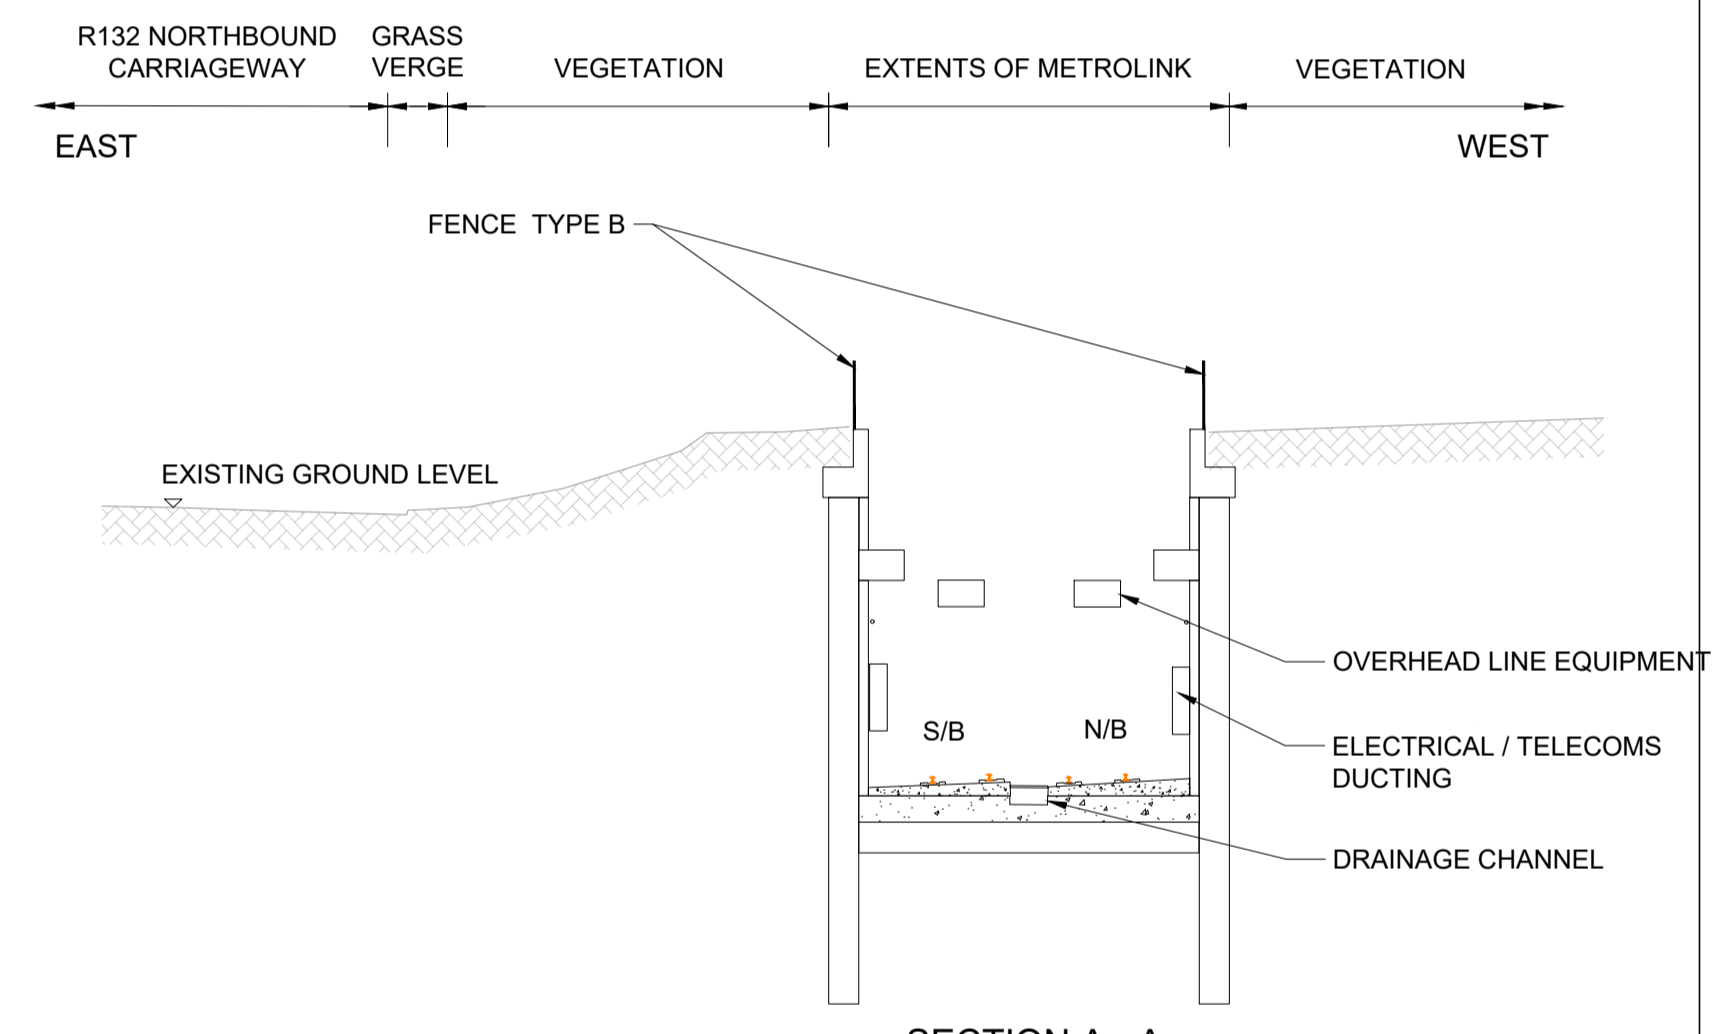 R132 NORTHBOUND
CARRIAGEWAY
GRASS
VERGE
VEGETATION
EXTENTS OF METROLINK
VEGETATION
EAST
WEST
FENCE  TYPE B
EXISTING GROUND LEVEL
OVERHEAD LINE EQUIPMENT
S/B
N/B
ELECTRICAL / TELECOMS
DUCTING
DRAINAGE CHANNEL
SECTION A - A